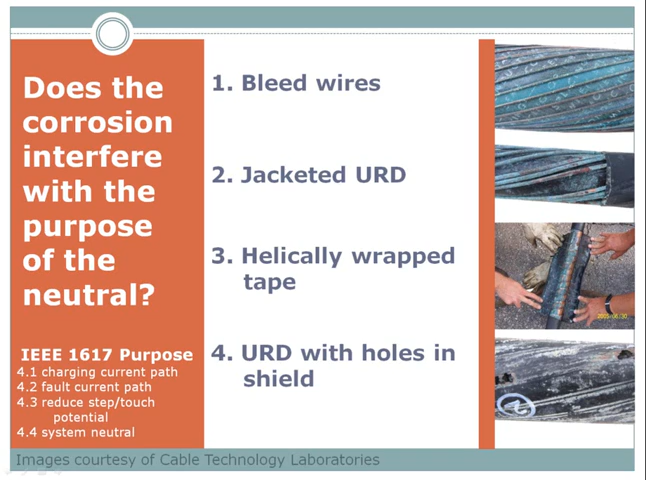 Does the
corrosion
interfere
with the
purpose
of the
neutral?
IEEE 1617 Purpose
4.1 charging current path
4.2 fault current path
4.3 reduce step/touch
potential
4.4 system neutral
1. Bleed wires
2. Jacketed URD
3. Helically wrapped
tape
4. URD with holes in
shield
Images courtesy of Cable Technology Laboratories